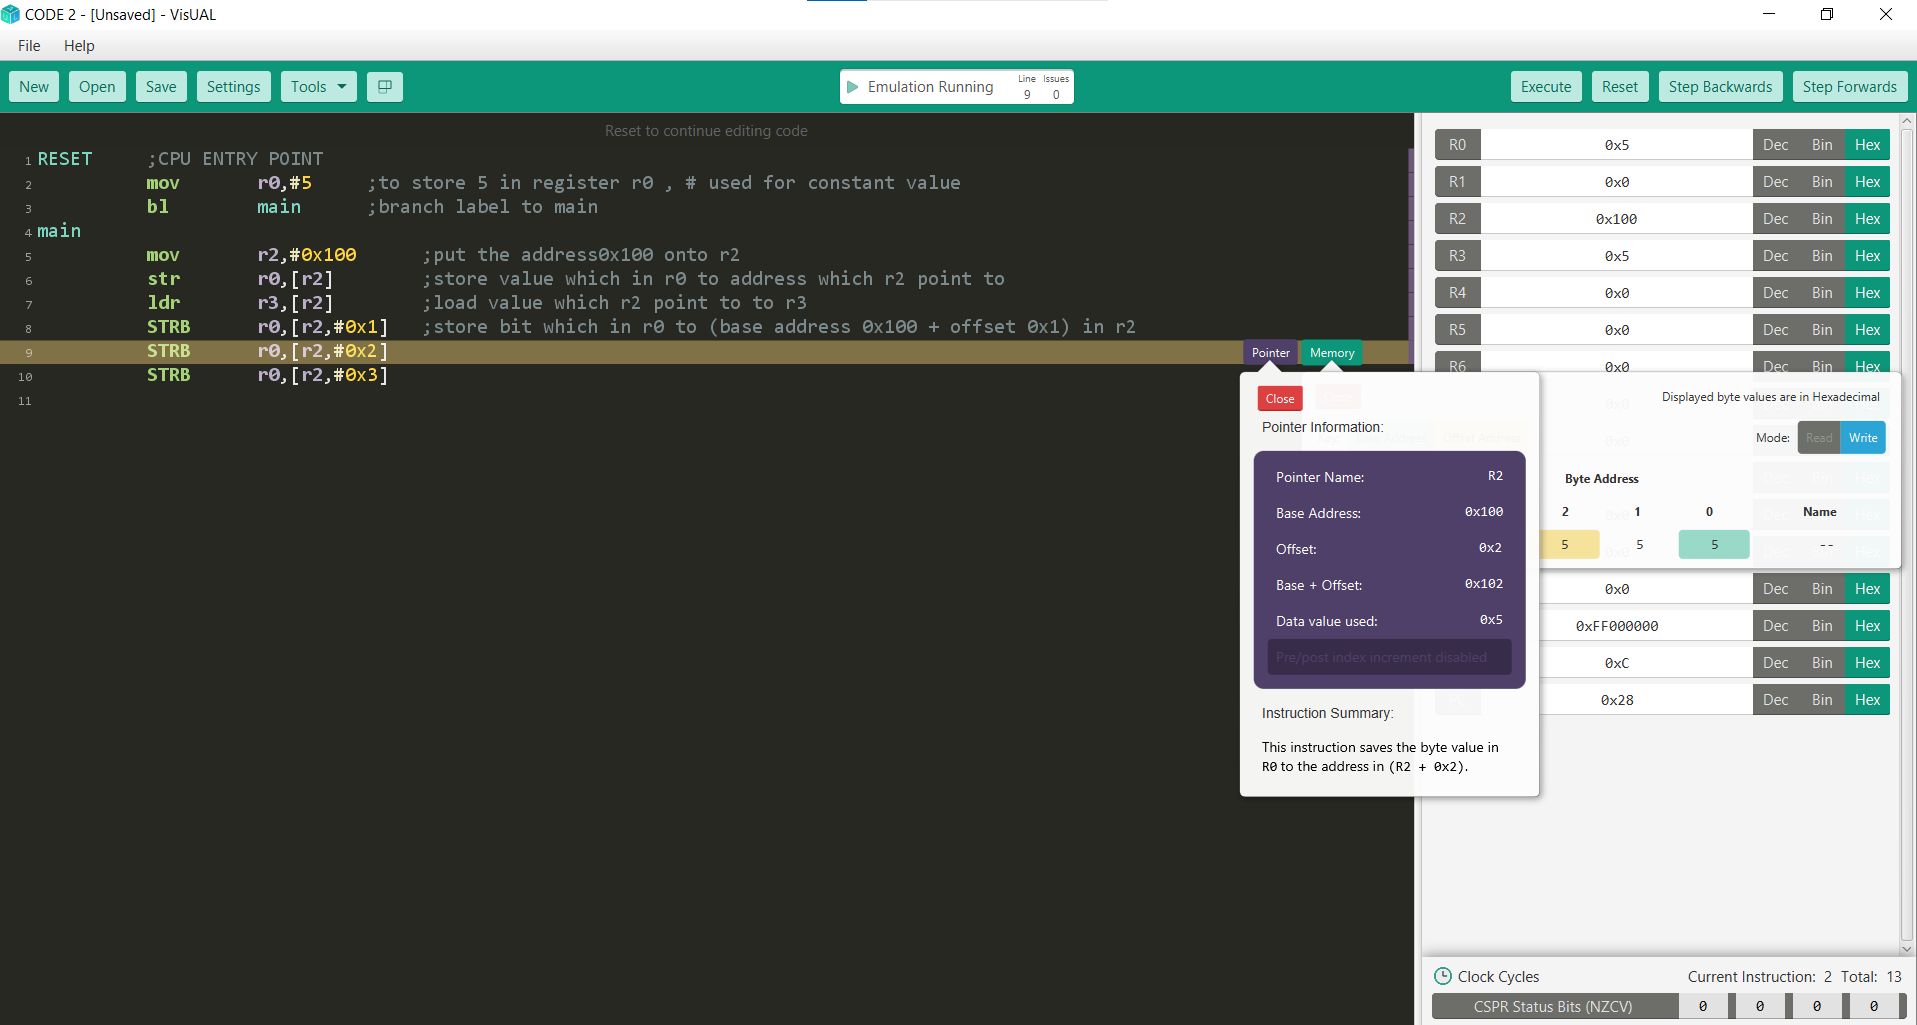 CODE 2 - [Unsaved] - VisUAL
File Help
New Open Save Settings Tools
Emulation Running Line 9 Issues 0
Execute Reset Step Backwards Step Forwards
Reset to continue editing code
1 RESET ;CPU ENTRY POINT
2 mov r0,#5 ;to store 5 in register r0 , # used for constant value
3 bl main ;branch label to main
4 main
5 mov r2,#0x100 ;put the address0x100 onto r2
6 str r0,[r2] ;store value which in r0 to address which r2 point to
7 ldr r3,[r2] ;load value which r2 point to to r3
8 STRB r0,[r2,#0x1] ;store bit which in r0 to (base address 0x100 + offset 0x1) in r2
9 STRB r0,[r2,#0x2]
10 STRB r0,[r2,#0x3]
11
Pointer Memory
Close
Pointer Information:
Pointer Name: R2
Base Address: 0x100
Offset: 0x2
Base + Offset: 0x102
Data value used: 0x5
Pre/post index increment disabled
Instruction Summary:
This instruction saves the byte value in
R0 to the address in (R2 + 0x2).
R0 0x5 Dec Bin Hex
R1 0x0 Dec Bin Hex
R2 0x100 Dec Bin Hex
R3 0x5 Dec Bin Hex
R4 0x0 Dec Bin Hex
R5 0x0 Dec Bin Hex
R6 0x0 Dec Bin Hex
Displayed byte values are in Hexadecimal
Mode: Read Write
Byte Address
2 1 0 Name
5 5 5 --
0x0 Dec Bin Hex
0xFF000000 Dec Bin Hex
0xC Dec Bin Hex
0x28 Dec Bin Hex
Clock Cycles Current Instruction: 2 Total: 13
CSPR Status Bits (NZCV) 0 0 0 0